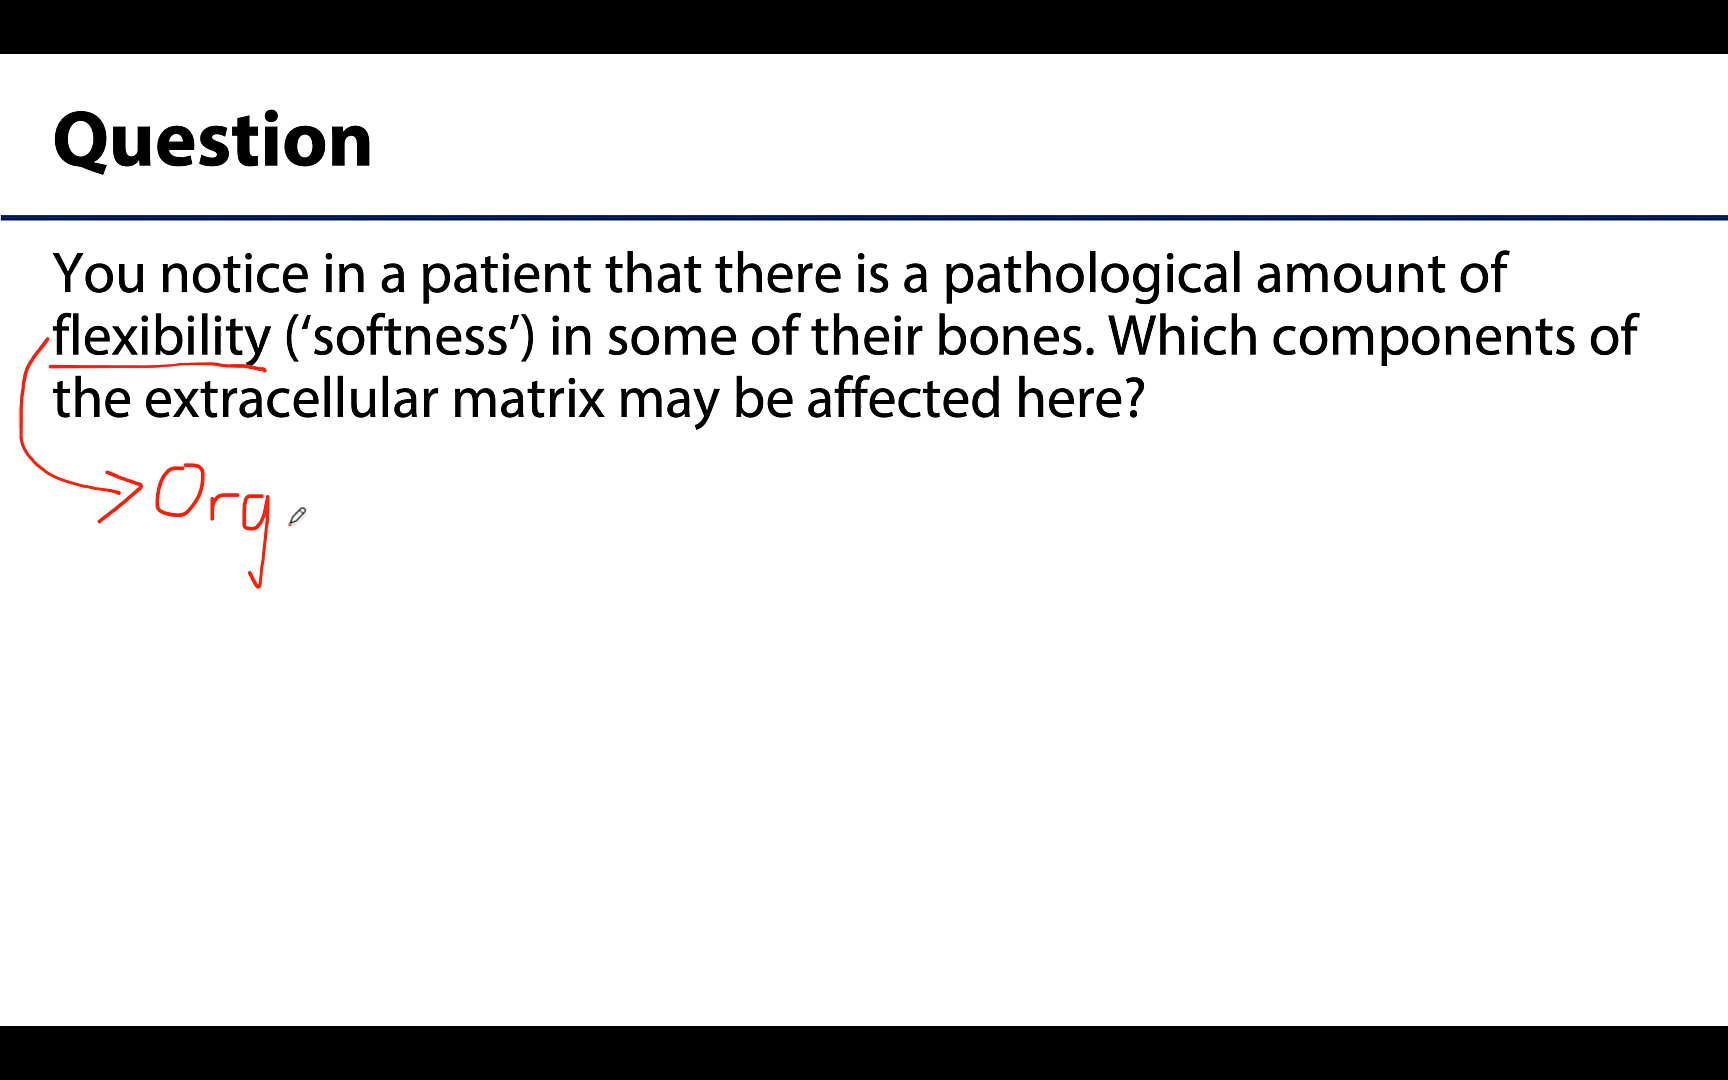 Question
You notice in a patient that there is a pathological amount of
flexibility (‘softness’) in some of their bones. Which components of
the extracellular matrix may be affected here?
Org